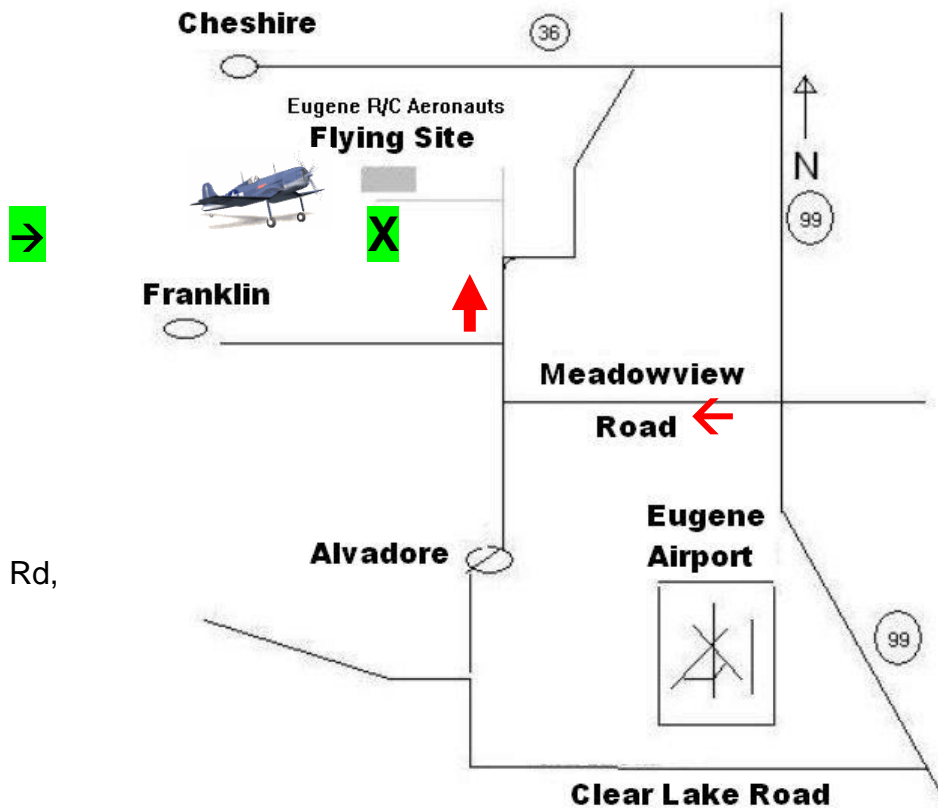 Cheshire
36
Eugene R/C Aeronauts
Flying Site
N
99
→ X
Franklin
Meadowview
Road ←
Eugene
Airport
Alvadore
Rd,
99
Clear Lake Road